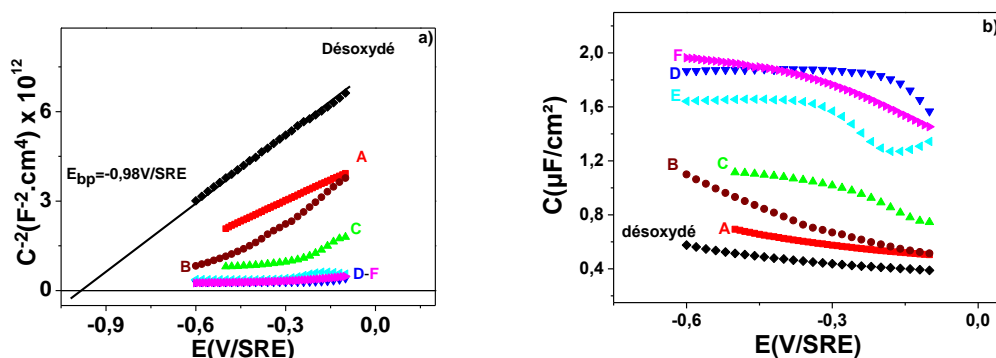 a)
Désoxydé
E_bp=-0,98V/SRE
A
B
C
D-F
C⁻²(F⁻².cm⁴) x 10¹²
6
3
0
-0,9 -0,6 -0,3 0,0
E(V/SRE)
b)
F
D
E
C
B
A
désoxydé
C(µF/cm²)
2,0
1,6
1,2
0,8
0,4
-0,6 -0,3 0,0
E(V/SRE)